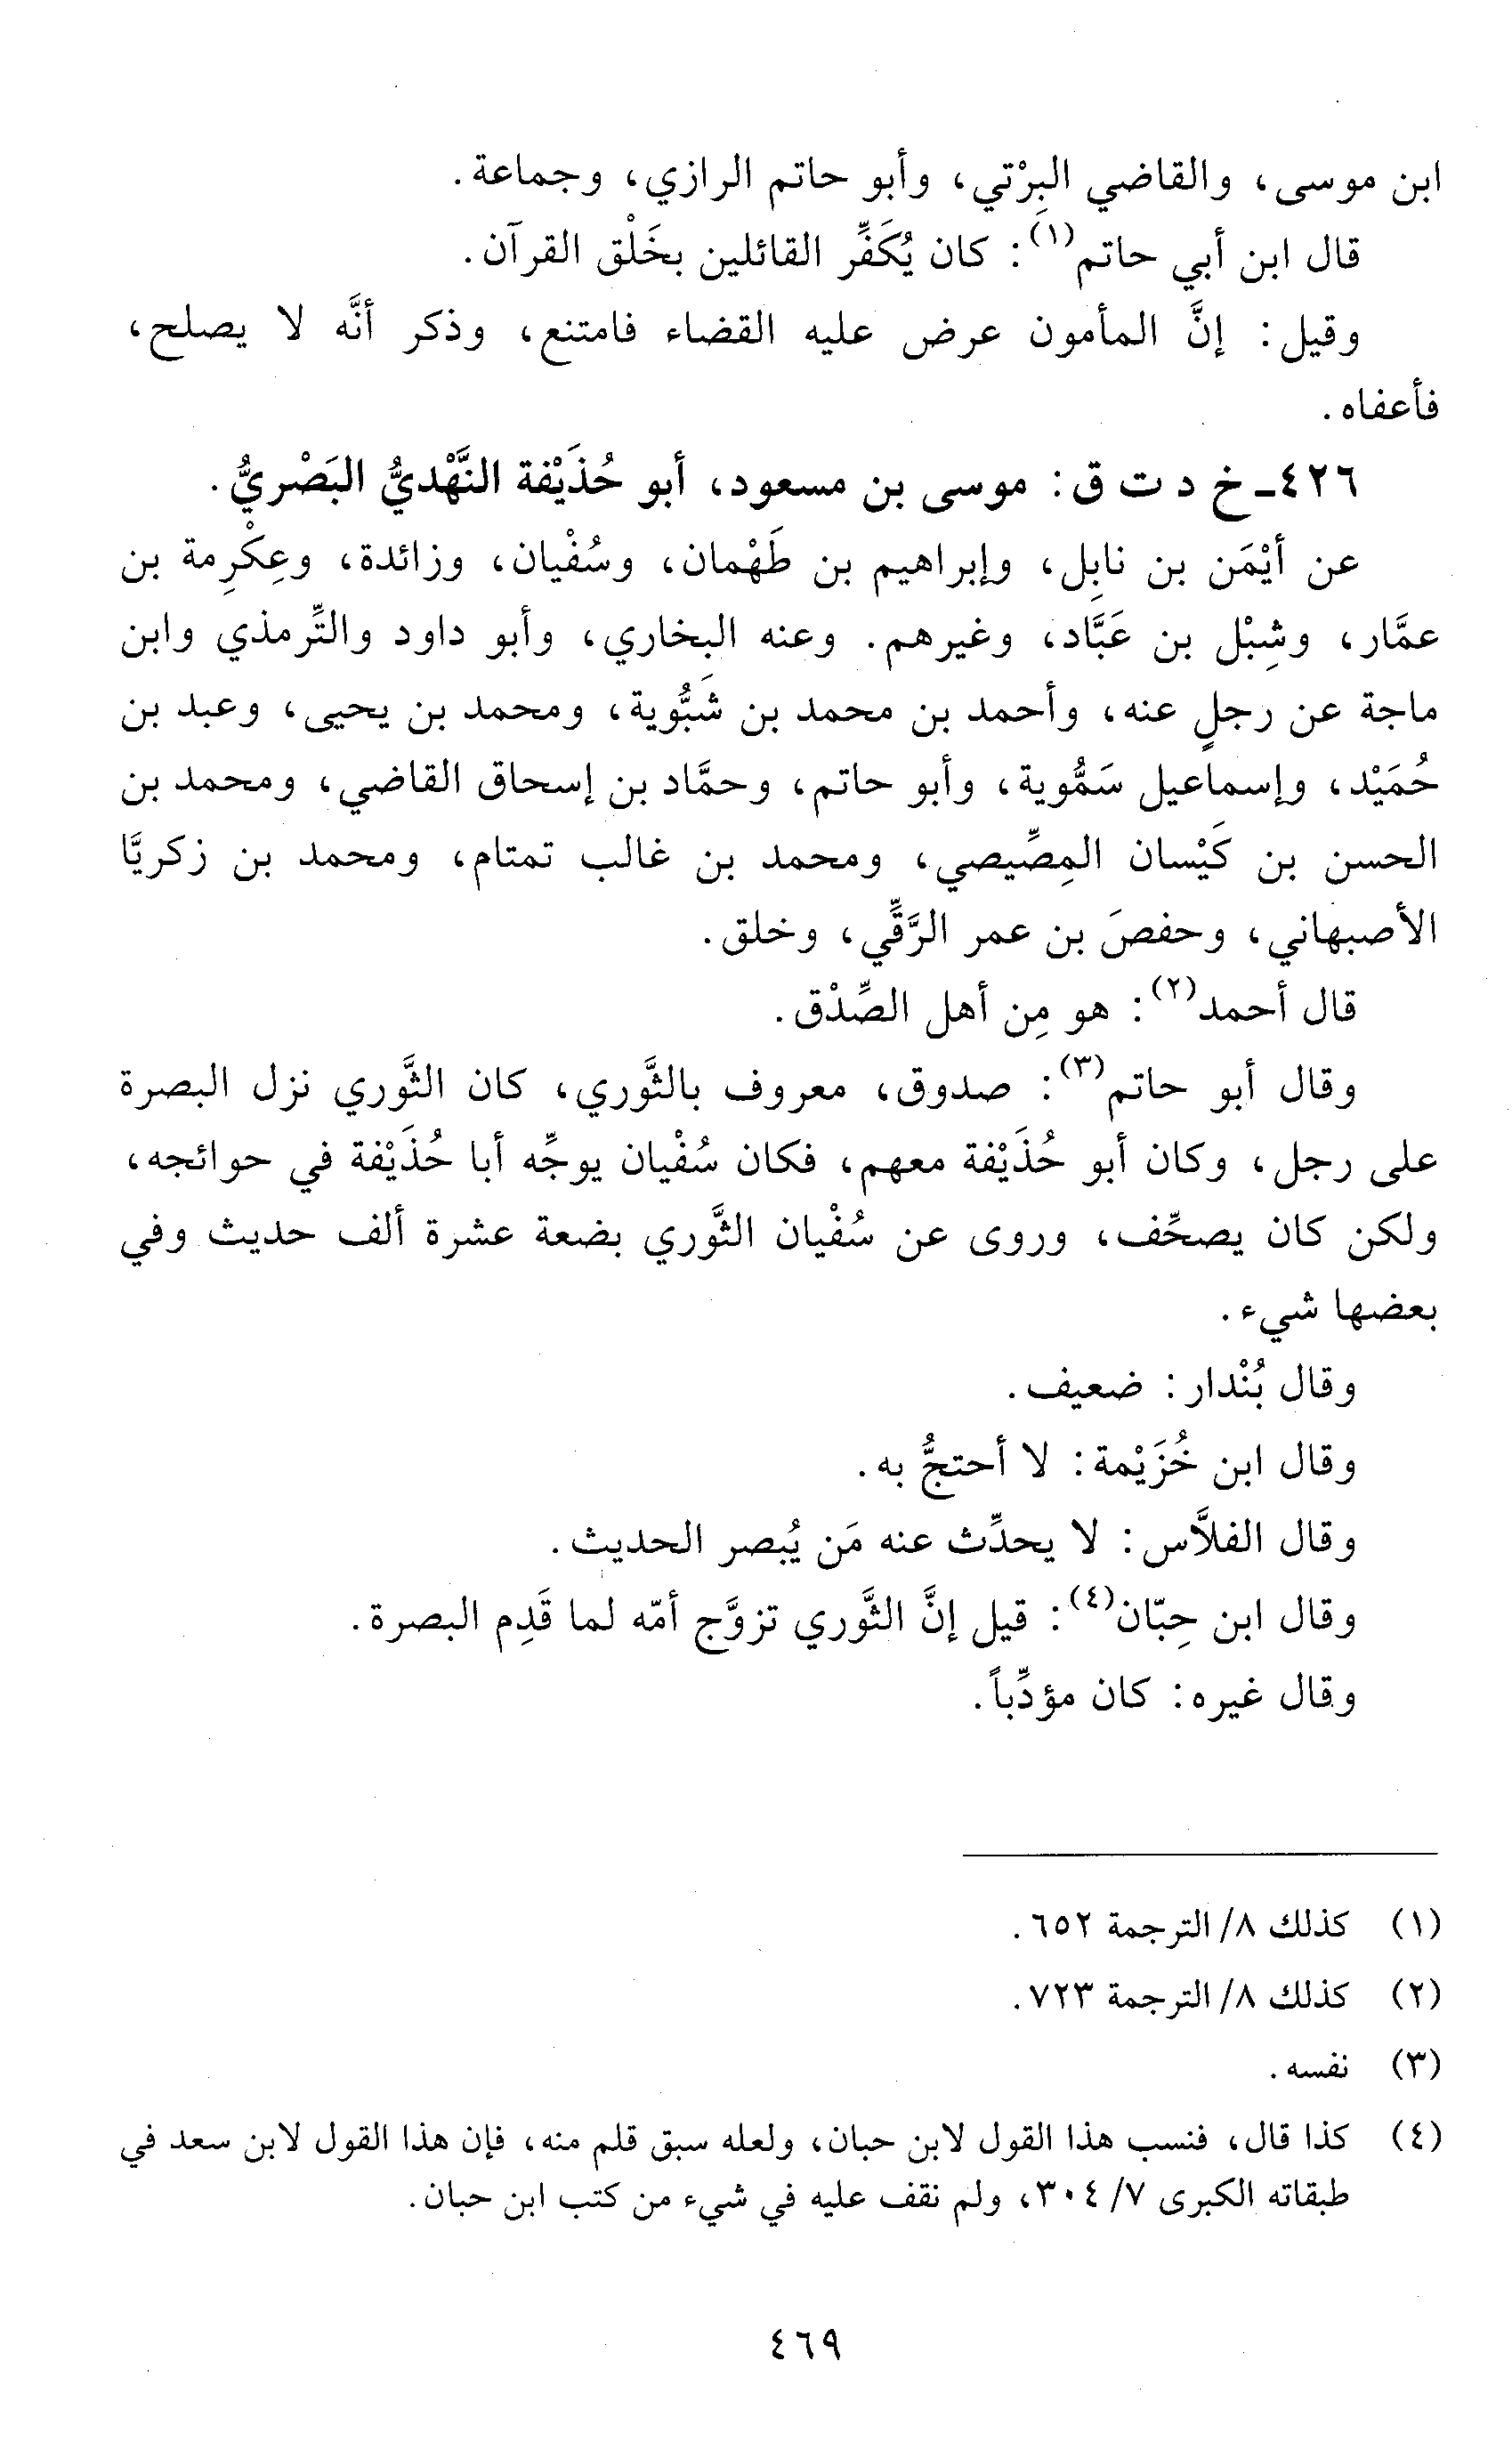 ابن موسى، والقاضي البِرْتي، وأبو حاتم الرازي، وجماعة.
قال ابن أبي حاتم(١): كان يُكَفِّر القائلين بخَلْق القرآن.
وقيل: إنَّ المأمون عرض عليه القضاء فامتنع، وذكر أنَّه لا يصلح،
فأعفاه.
٤٢٦ـ خ د ت ق: موسى بن مسعود، أبو حُذَيْفة النَّهْديُّ البَصْريُّ.
عن أَيْمَن بن نابِل، وإبراهيم بن طَهْمان، وسُفْيان، وزائدة، وعِكْرِمة بن
عمَّار، وشِبْل بن عَبَّاد، وغيرهم. وعنه البخاري، وأبو داود والتِّرمذي وابن
ماجة عن رجلٍ عنه، وأحمد بن محمد بن شَبُّوية، ومحمد بن يحيى، وعبد بن
حُمَيْد، وإسماعيل سَمُّوية، وأبو حاتم، وحمَّاد بن إسحاق القاضي، ومحمد بن
الحسن بن كَيْسان المِصِّيصي، ومحمد بن غالب تمتام، ومحمد بن زكريَّا
الأصبهاني، وحفصَ بن عمر الرَّقِّي، وخلق.
قال أحمد(٢): هو مِن أهل الصِّدْق.
وقال أبو حاتم(٣): صدوق، معروف بالثَّوري، كان الثَّوري نزل البصرة
على رجل، وكان أبو حُذَيْفة معهم، فكان سُفْيان يوجِّه أبا حُذَيْفة في حوائجه،
ولكن كان يصحِّف، وروى عن سُفْيان الثَّوري بضعة عشرة ألف حديث وفي
بعضها شيء.
وقال بُنْدار: ضعيف.
وقال ابن خُزَيْمة: لا أحتجُّ به.
وقال الفلاَّس: لا يحدِّث عنه مَن يُبصر الحديث.
وقال ابن حِبّان(٤): قيل إنَّ الثَّوري تزوَّج أمّه لما قَدِم البصرة.
وقال غيره: كان مؤدِّباً.
(١) كذلك ٨/ الترجمة ٦٥٢.
(٢) كذلك ٨/ الترجمة ٧٢٣.
(٣) نفسه.
(٤) كذا قال، فنسب هذا القول لابن حبان، ولعله سبق قلم منه، فإن هذا القول لابن سعد في
طبقاته الكبرى ٧/ ٣٠٤، ولم نقف عليه في شيء من كتب ابن حبان.
٤٦٩